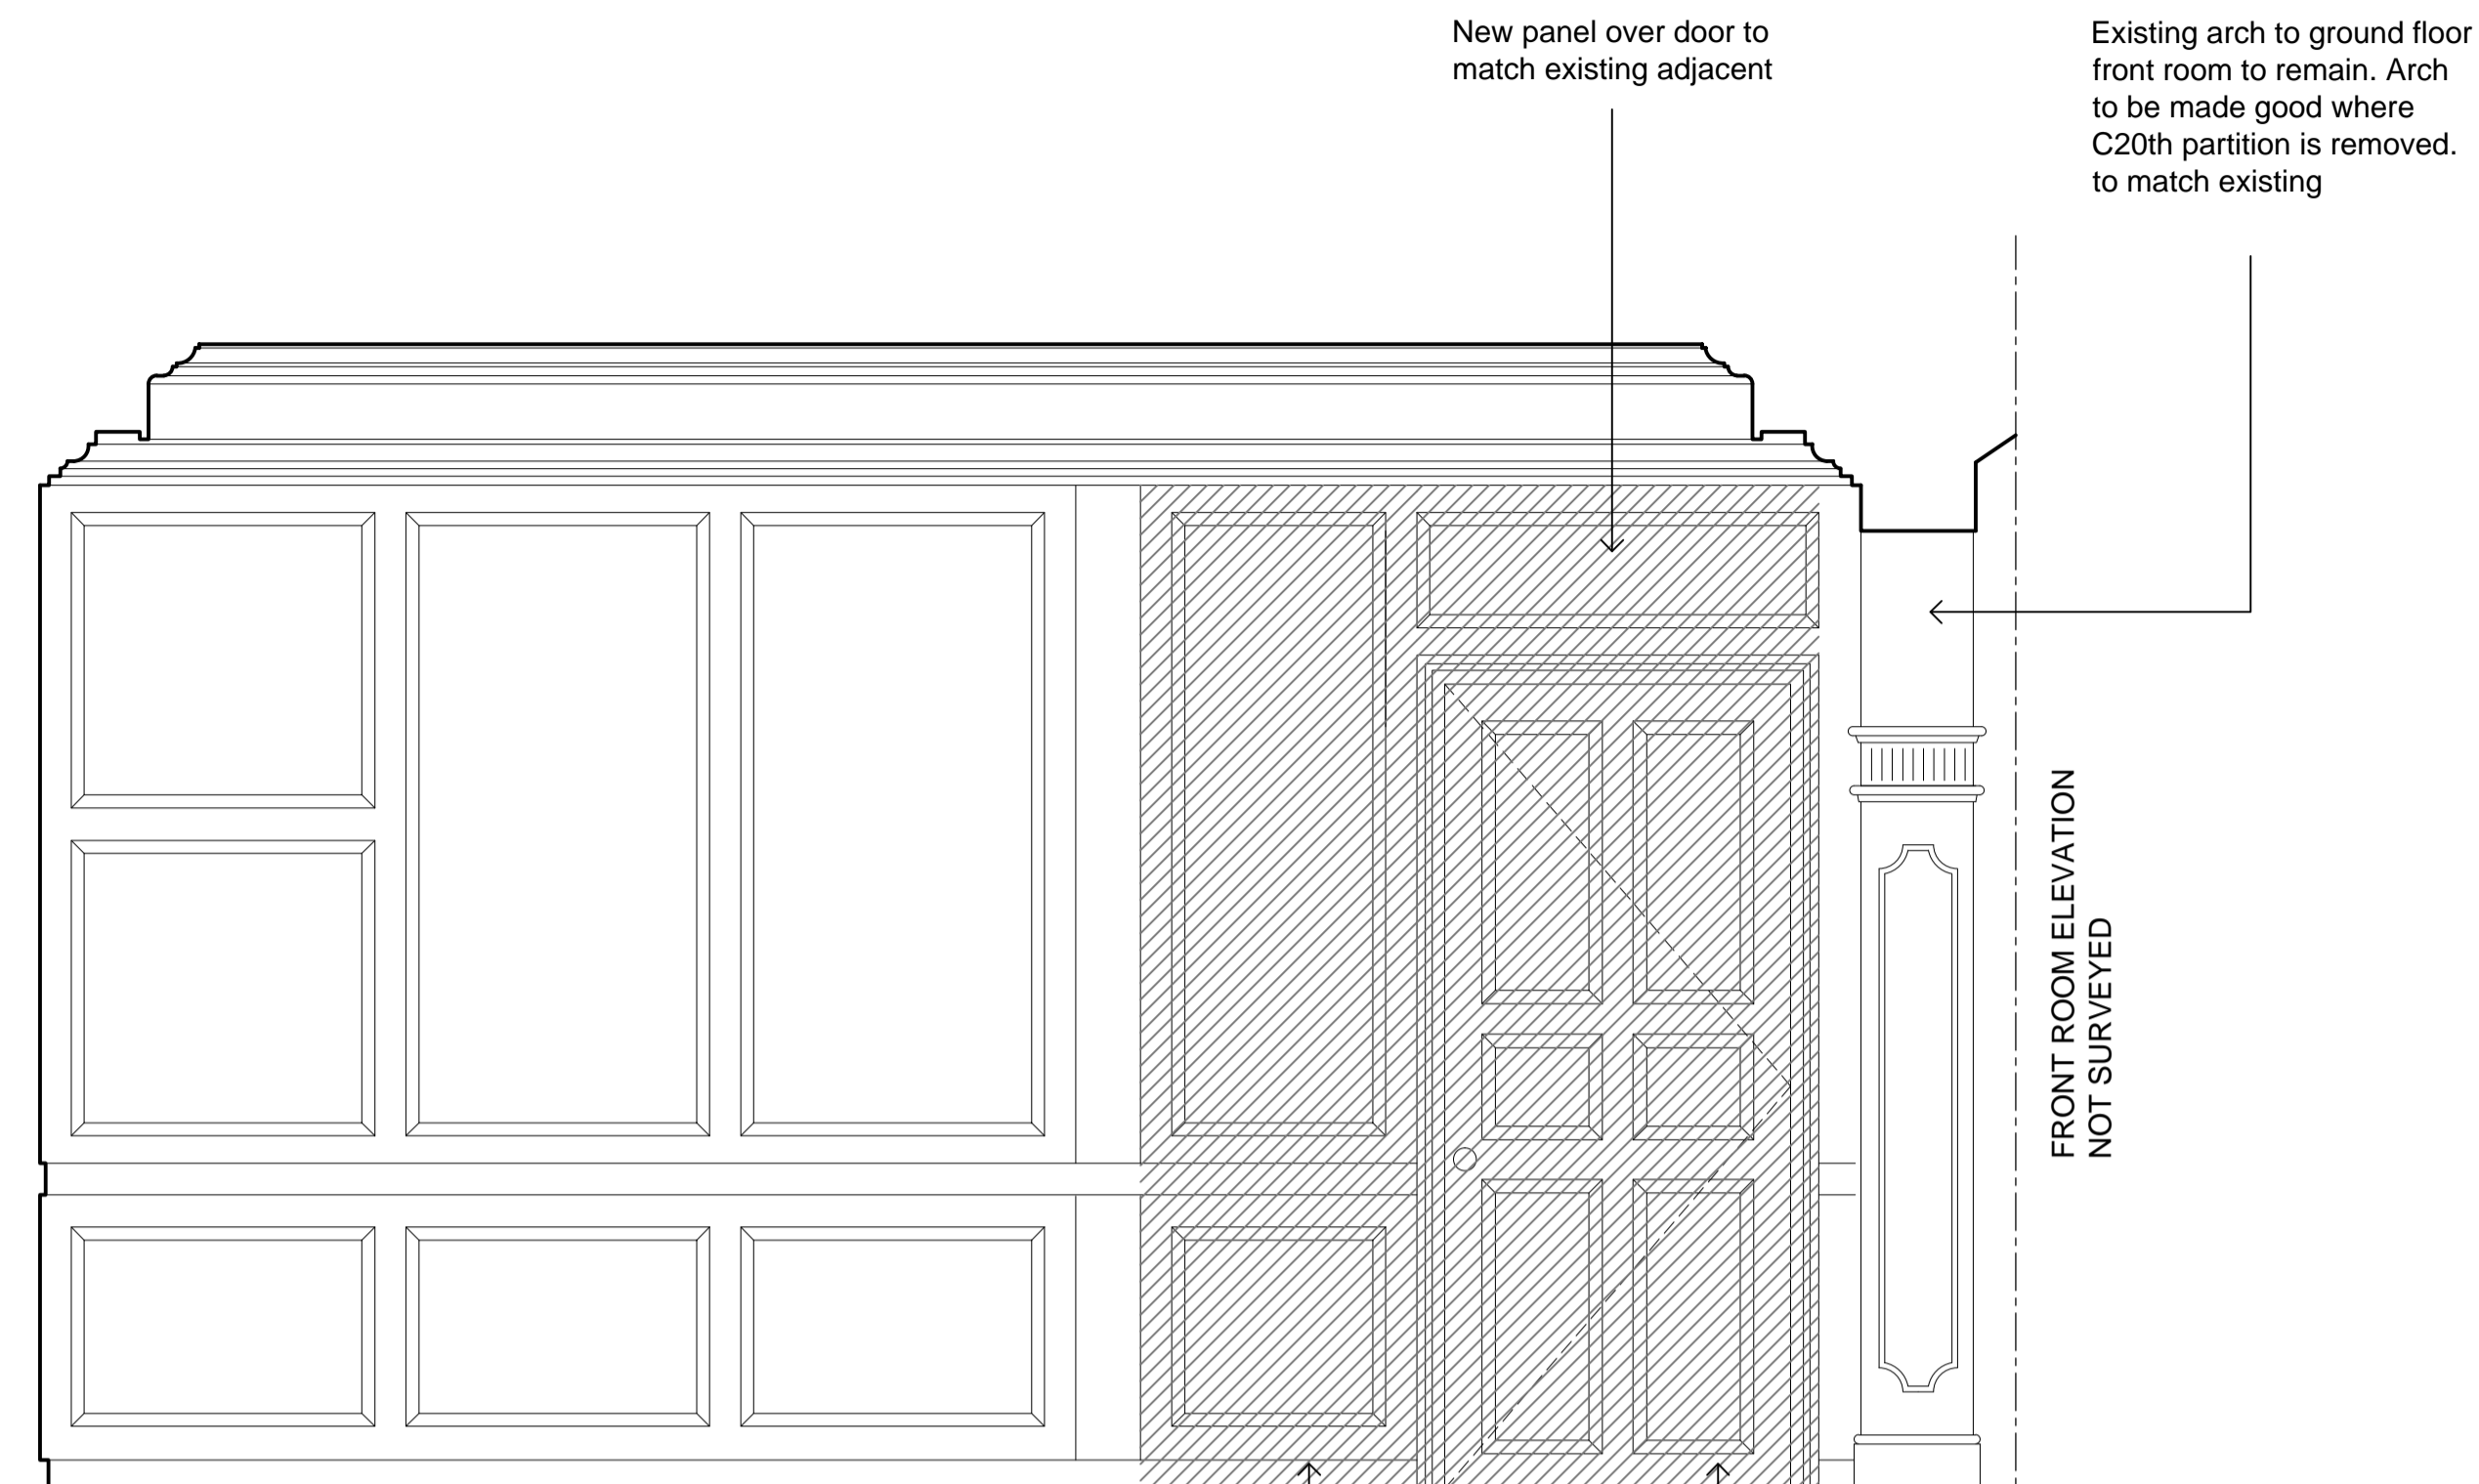 New panel over door to
match existing adjacent
Existing arch to ground floor
front room to remain. Arch
to be made good where
C20th partition is removed.
to match existing
FRONT ROOM ELEVATION
NOT SURVEYED